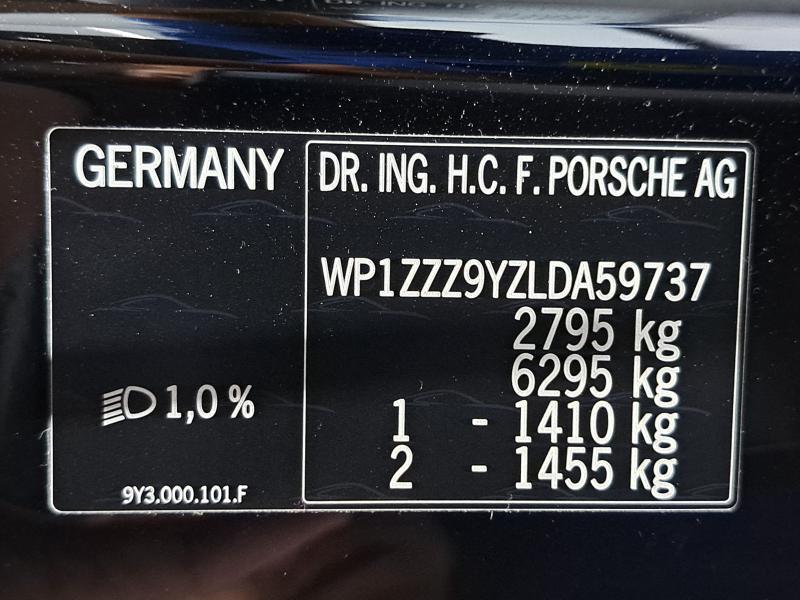 GERMANY
DR. ING. H.C. F. PORSCHE AG
WP1ZZZ9YZLDA59737
2795 kg
6295 kg
1 - 1410 kg
2 - 1455 kg
1,0 %
9Y3.000.101.F